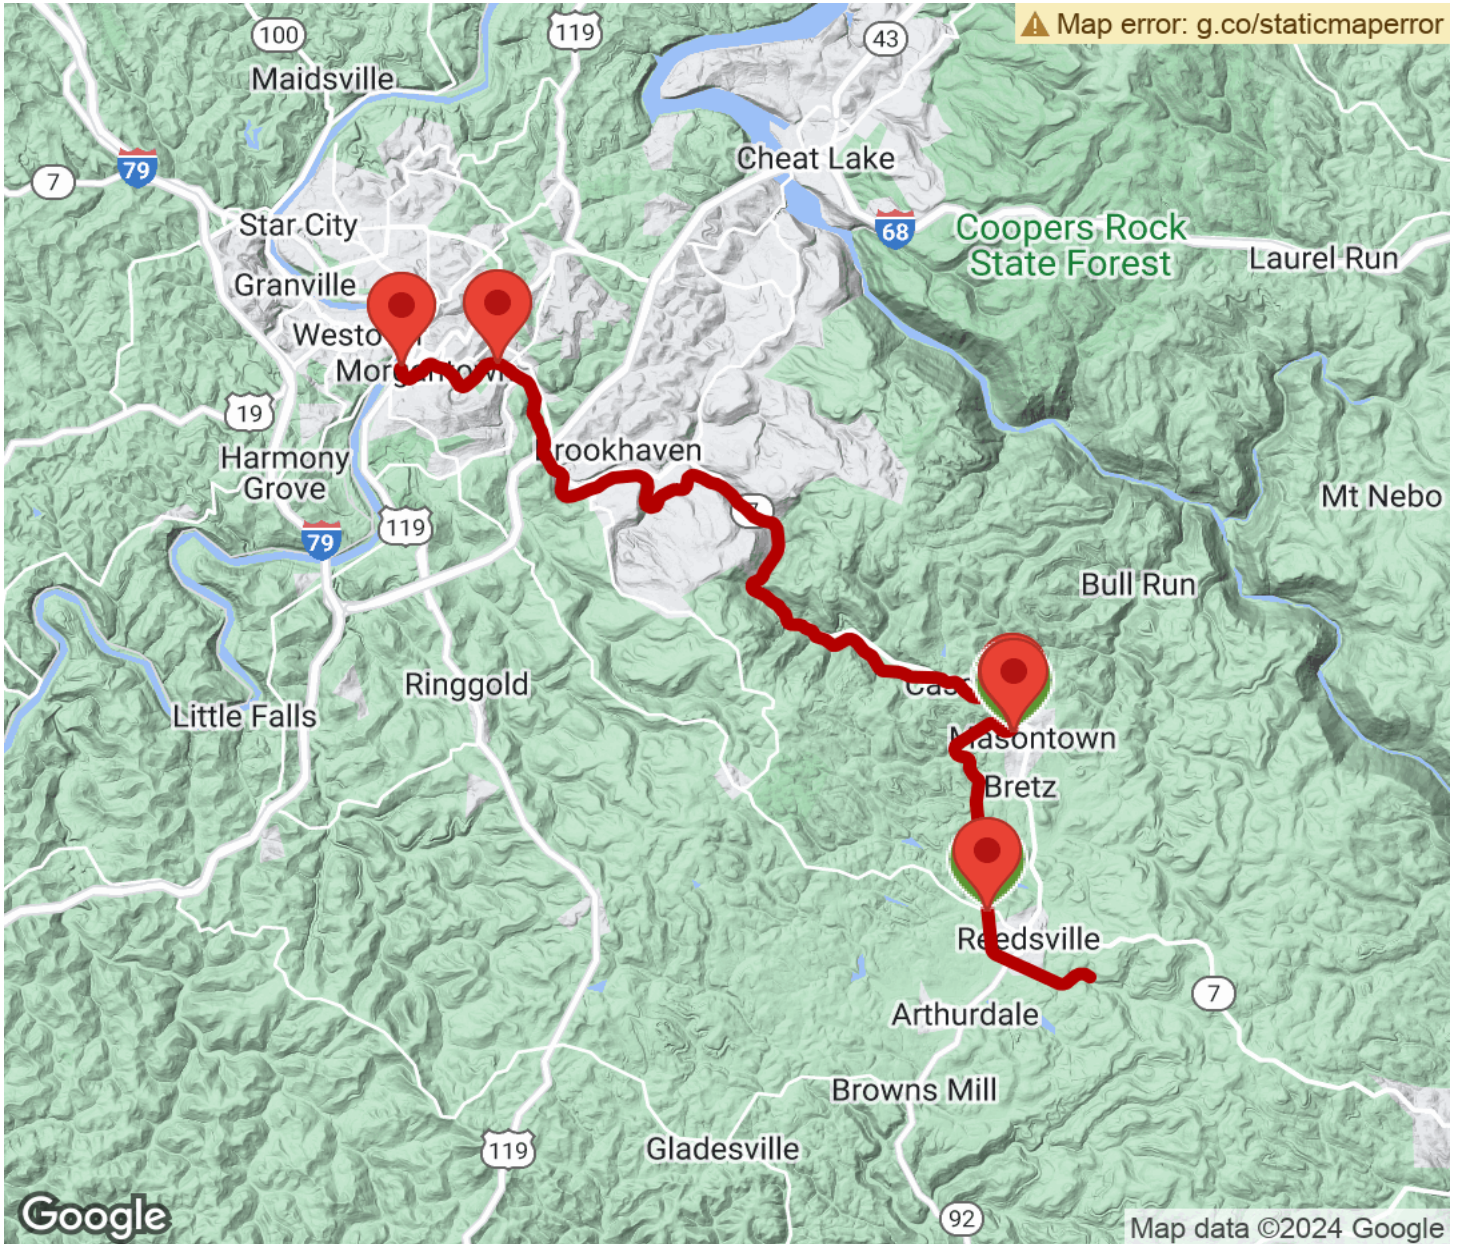 Map error: g.co/staticmaperror
119
43
100
Maidsville
Cheat Lake
79
7
Star City
68
Coopers Rock
State Forest
Laurel Run
Granville
Morgantown
19
Harmony
Grove
Mt Nebo
119
79
Bull Run
Ringgold
Little Falls
Masontown
Bretz
Reedsville
7
Arthurdale
Browns Mill
119
Gladesville
92
Google
Map data ©2024 Google